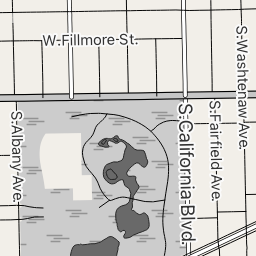 W. Fillmore St.
S. Washtenaw Ave.
S. California Blvd.
S. Fairfield Ave.
S. Albany Ave.